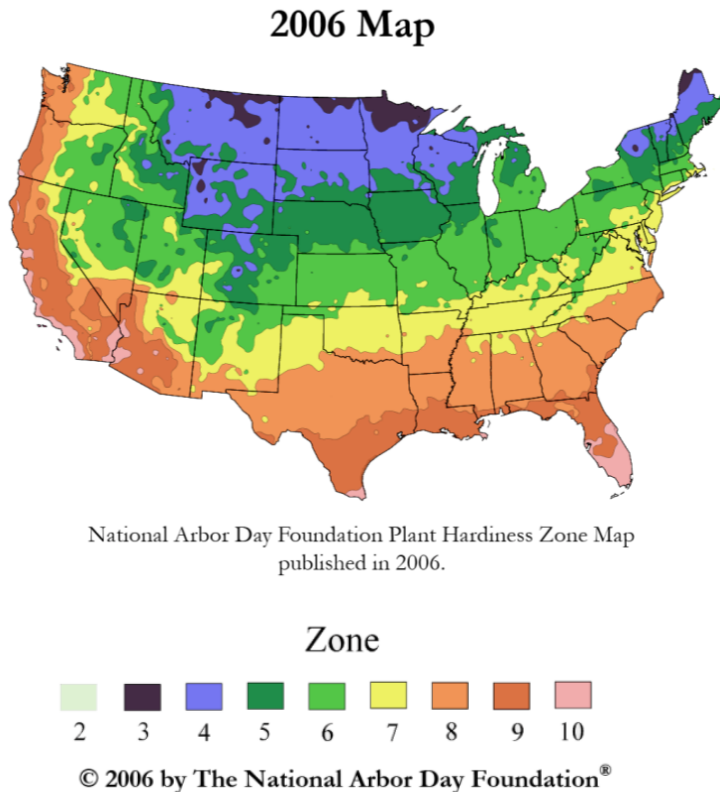 2006 Map
National Arbor Day Foundation Plant Hardiness Zone Map
published in 2006.
Zone
2 3 4 5 6 7 8 9 10
© 2006 by The National Arbor Day Foundation®